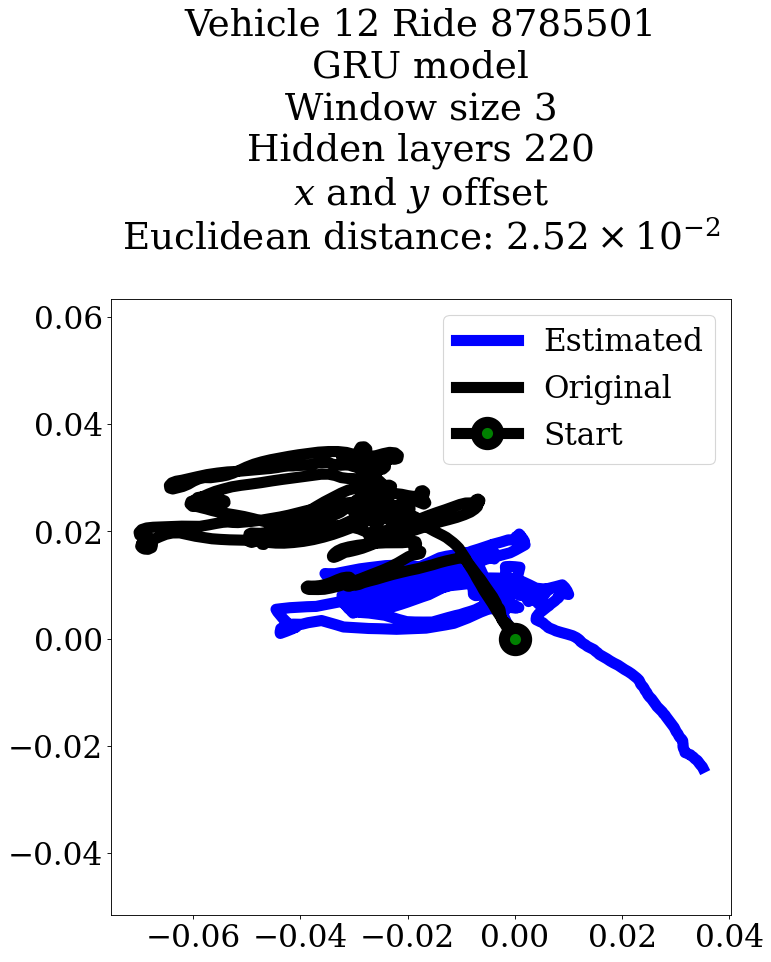 Vehicle 12 Ride 8785501
GRU model
Window size 3
Hidden layers 220
x and y offset
Euclidean distance: 2.52 × 10⁻²
Estimated
Original
Start
0.06
0.04
0.02
0.00
−0.02
−0.04
−0.06 −0.04 −0.02 0.00 0.02 0.04